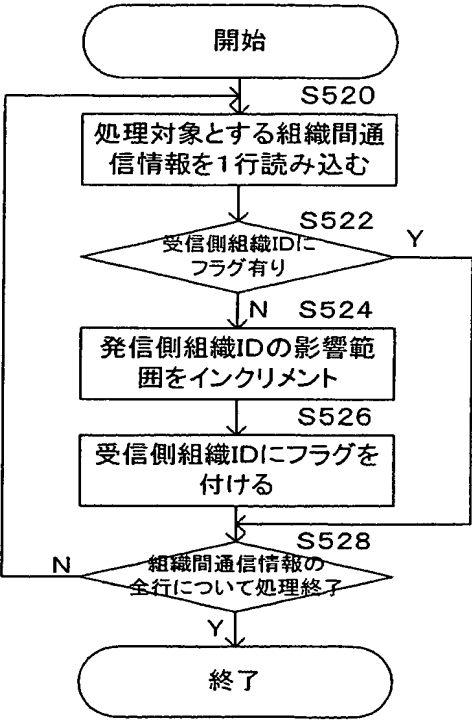 開始
S520
処理対象とする組織間通
信情報を1行読み込む
S522
受信側組織IDに
フラグ有り
Y
N
S524
発信側組織IDの影響範
囲をインクリメント
S526
受信側組織IDにフラグを
付ける
S528
組織間通信情報の
全行について処理終了
N
Y
終了